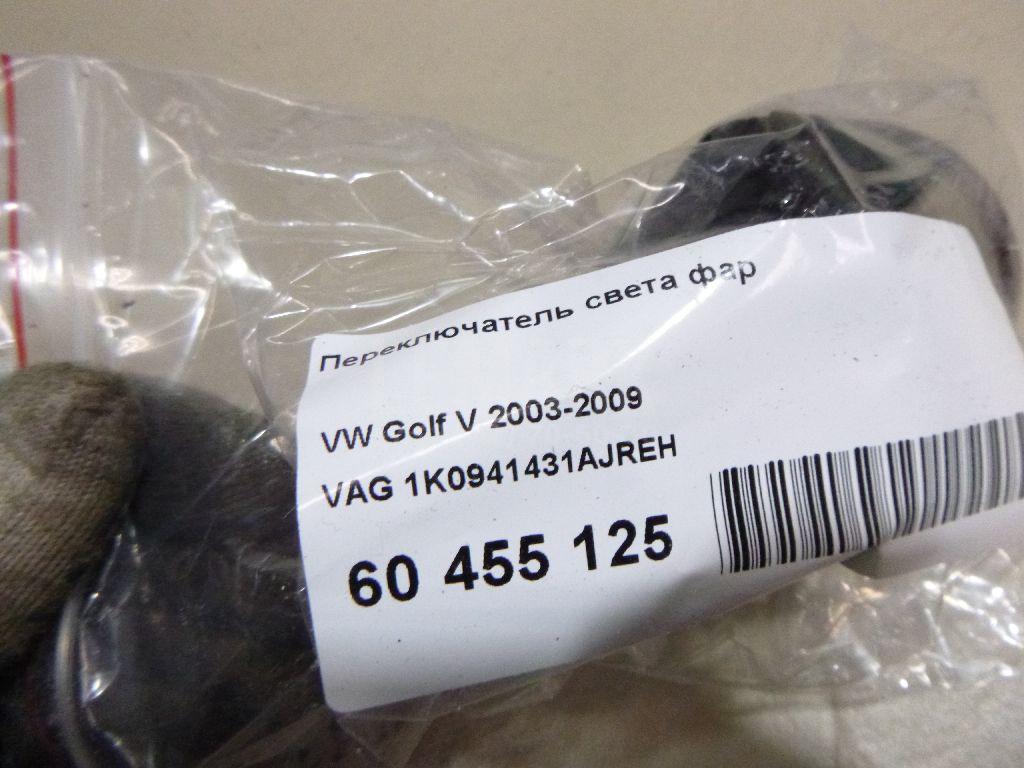 Переключатель света фар
VW Golf V 2003-2009
VAG 1K0941431AJREH
60 455 125